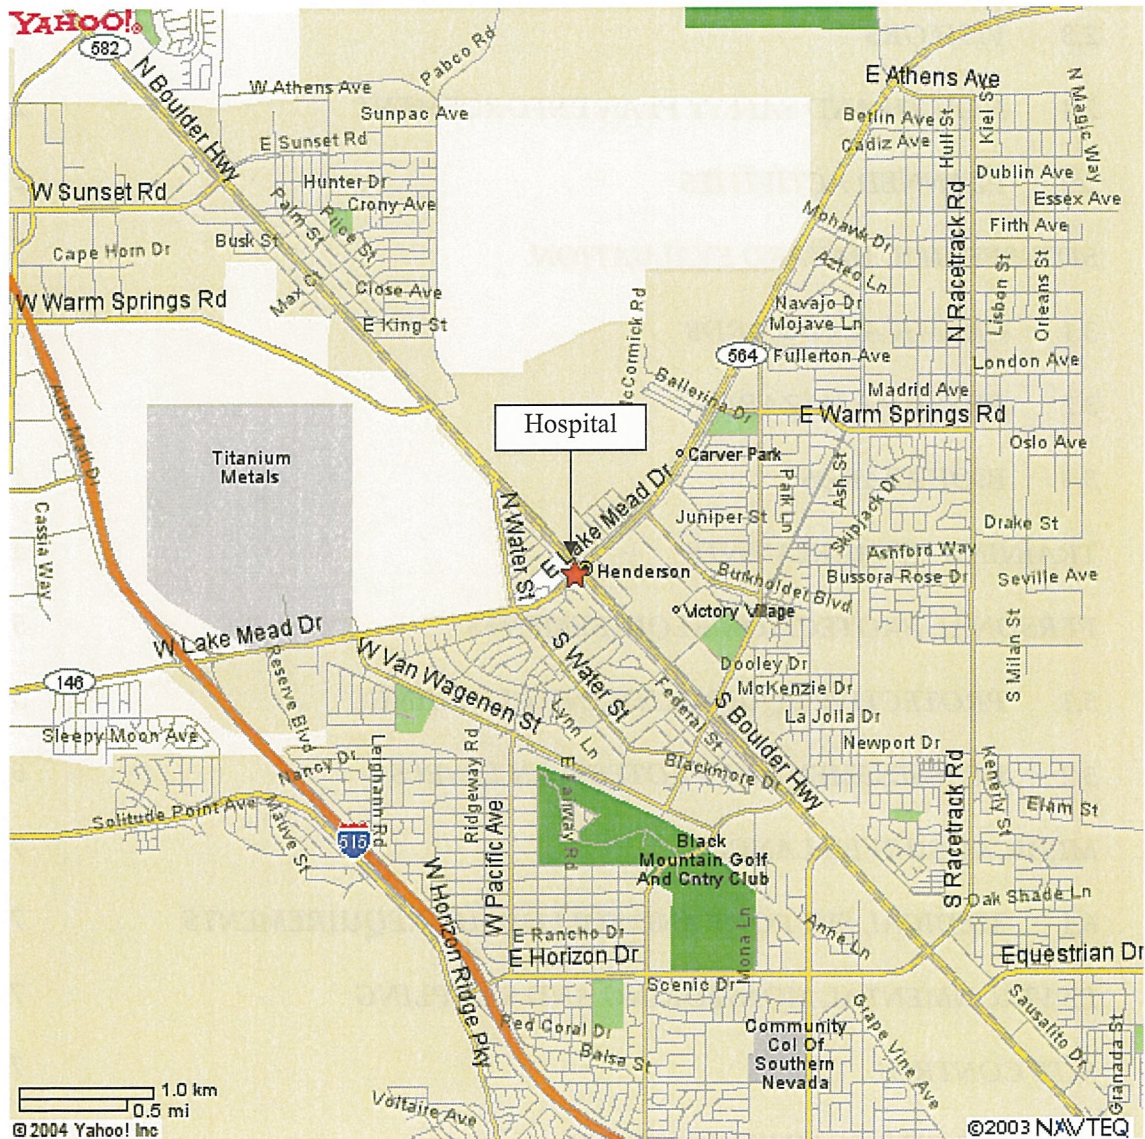 YAHOO!
582
N Boulder Hwy
Pabco Rd
W Athens Ave
Sunpac Ave
E Athens Ave
Berlin Ave
Cadiz Ave
Hull St
Kiel St
N Magic Way
E Sunset Rd
Hunter Dr
Crony Ave
W Sunset Rd
Palm St
Price St
Busk St
Cape Horn Dr
Dublin Ave
Essex Ave
Firth Ave
Mohawk Dr
Aztec Ln
N Racetrack Rd
Lisbon St
Orleans St
W Warm Springs Rd
Max Ct
Close Ave
E King St
Navajo Dr
Mojave Ln
564
Fullerton Ave
London Ave
McCormick Rd
Ballerina Dr
Madrid Ave
E Warm Springs Rd
Oslo Ave
Auto Mall Dr
Hospital
Titanium
Metals
Carver Park
Palk Ln
Ash St
Skipjack Dr
Cassia Way
N Water St
E Lake Mead Dr
Juniper St
Drake St
Ashford Way
Henderson
Burkholder Blvd
Bussora Rose Dr
Seville Ave
Victory Village
W Lake Mead Dr
146
Reserve Blvd
W Van Wagenen St
S Water St
Dooley Dr
McKenzie Dr
S Milan St
Federal St
S Boulder Hwy
La Jolla Dr
Lynn Ln
Sleepy Moon Ave
Nancy Dr
Newport Dr
Blackmore Dr
Leighann Rd
Ridgeway Rd
W Pacific Ave
E Fairway Rd
S Racetrack Rd
Kenery St
Elam St
Solitude Point Ave
Mauve St
515
Black
Mountain Golf
And Cntry Club
W Horizon Ridge Pky
Oak Shade Ln
Mona Ln
Anne Ln
E Rancho Dr
E Horizon Dr
Equestrian Dr
Scenic Dr
Red Coral Dr
Balsa St
Community
Col Of
Southern
Nevada
Grape Vine Ave
Sausalito Dr
Granada St
Voltaire Ave
1.0 km
0.5 mi
© 2004 Yahoo! Inc
©2003 NAVTEQ